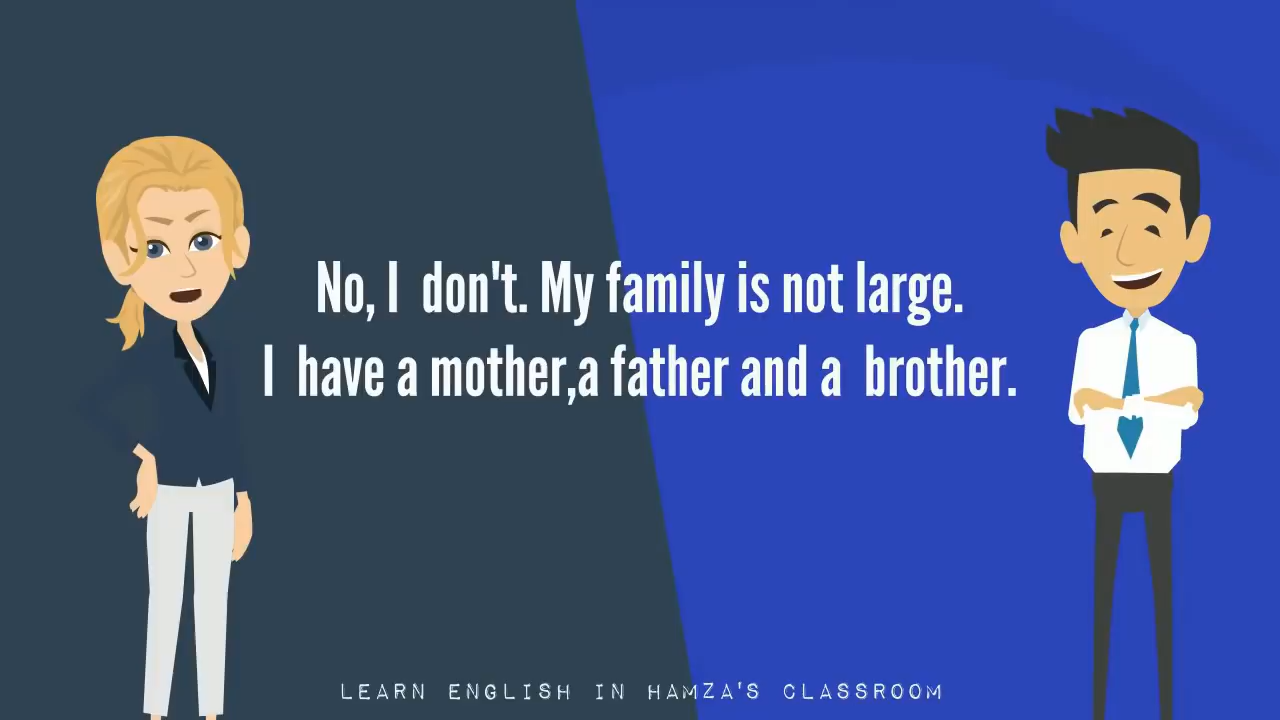 No, I don't. My family is not large.
I have a mother,a father and a brother.
LEARN ENGLISH IN HAMZA'S CLASSROOM